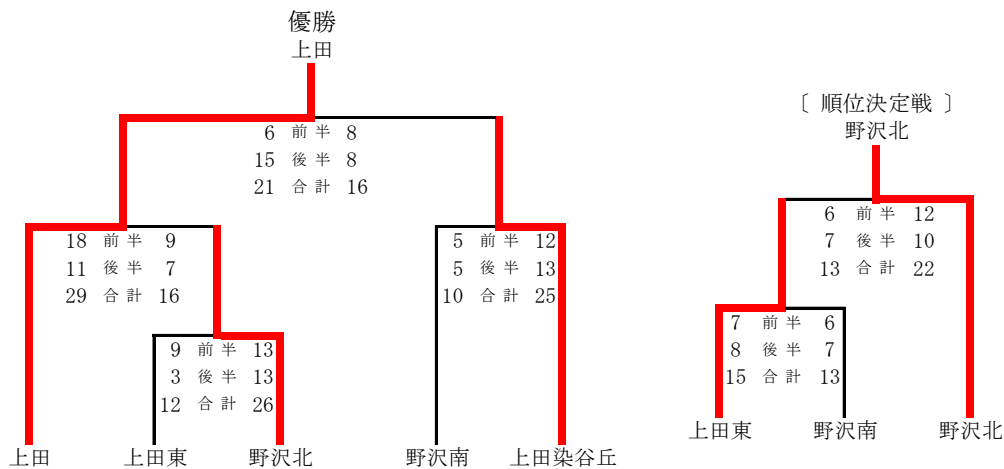 優勝
上田
〔 順位決定戦 〕
野沢北
6 前半 8
15 後半 8
21 合計 16
6 前半 12
7 後半 10
13 合計 22
18 前半 9
11 後半 7
29 合計 16
5 前半 12
5 後半 13
10 合計 25
7 前半 6
8 後半 7
15 合計 13
9 前半 13
3 後半 13
12 合計 26
上田 上田東 野沢北 野沢南 上田染谷丘
上田東 野沢南 野沢北